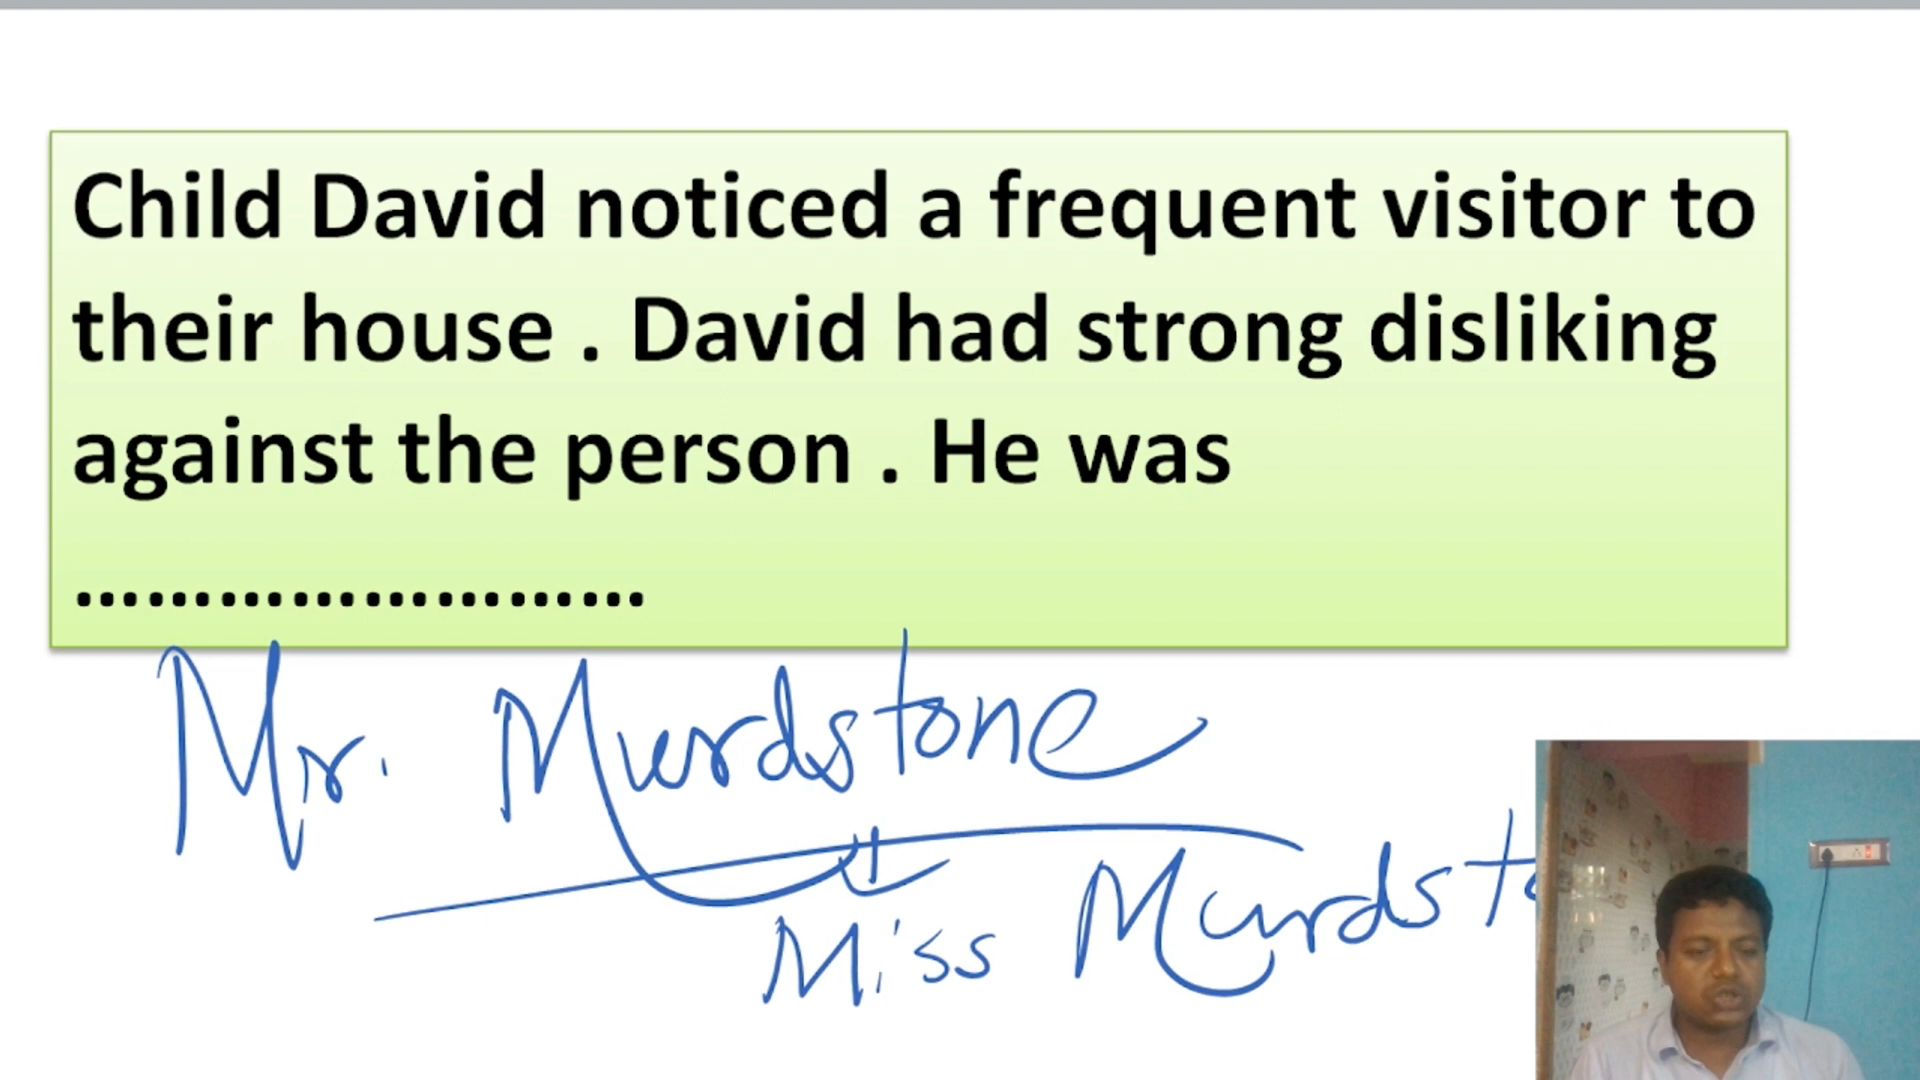 Child David noticed a frequent visitor to
their house . David had strong disliking
against the person . He was
........................
Mr. Murdstone
Miss Murdsto